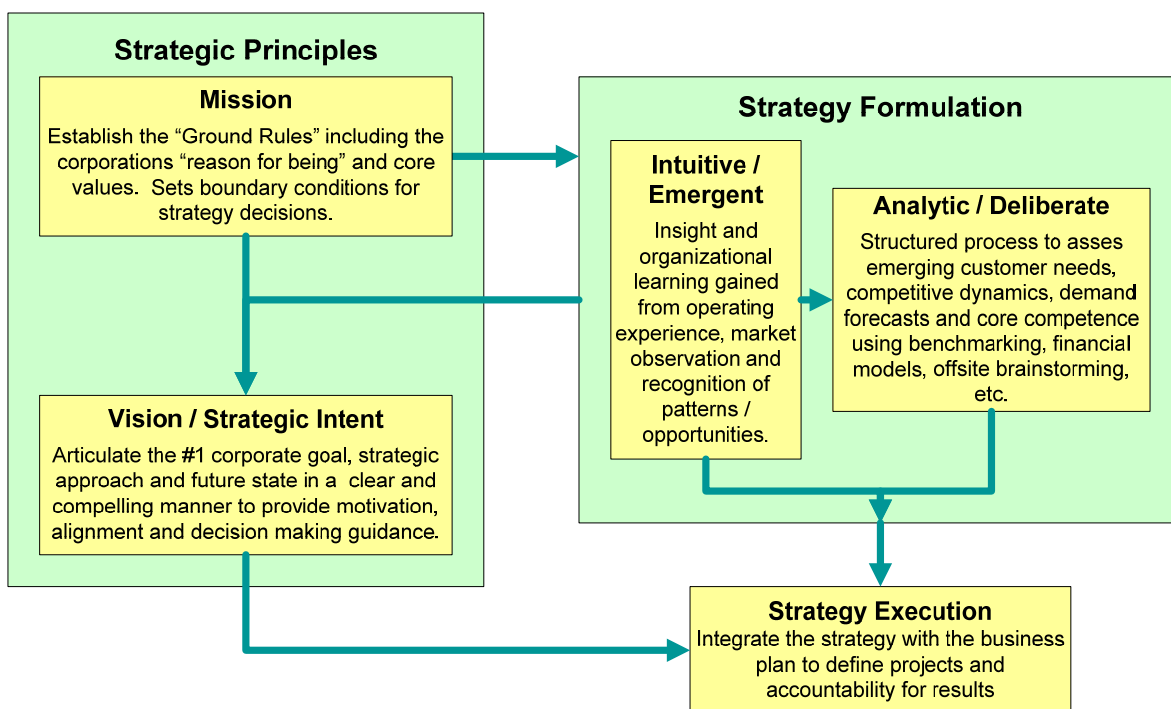 Strategic Principles
Mission
Establish the “Ground Rules” including the
corporations “reason for being” and core
values.  Sets boundary conditions for
strategy decisions.
Vision / Strategic Intent
Articulate the #1 corporate goal, strategic
approach and future state in a  clear and
compelling manner to provide motivation,
alignment and decision making guidance.
Strategy Formulation
Intuitive /
Emergent
Insight and
organizational
learning gained
from operating
experience, market
observation and
recognition of
patterns /
opportunities.
Analytic / Deliberate
Structured process to asses
emerging customer needs,
competitive dynamics, demand
forecasts and core competence
using benchmarking, financial
models, offsite brainstorming,
etc.
Strategy Execution
Integrate the strategy with the business
plan to define projects and
accountability for results